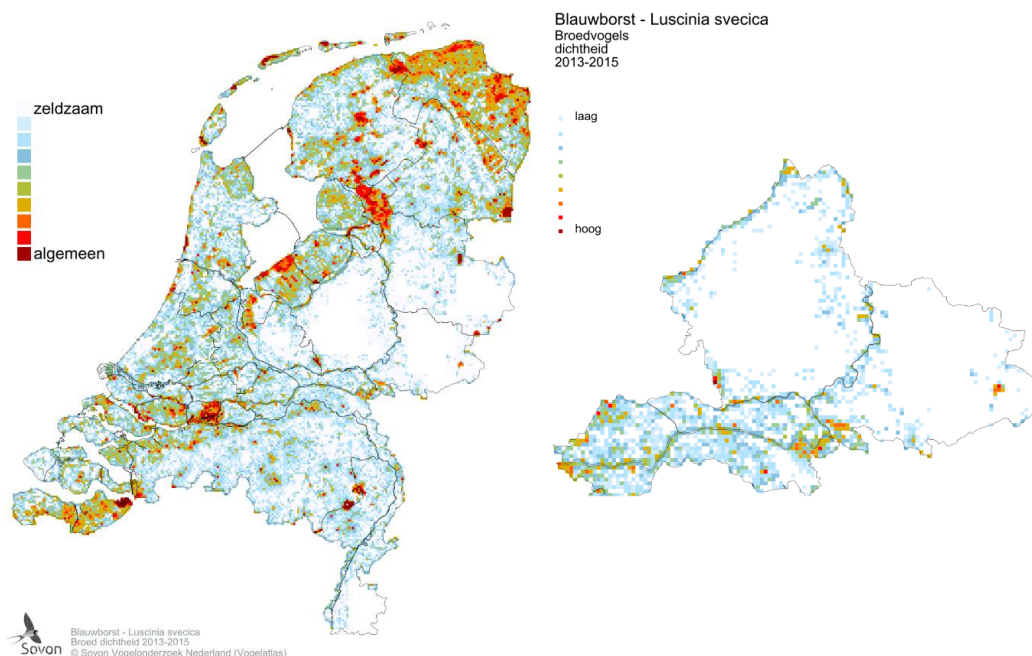 Blauwborst - Luscinia svecica
Broedvogels
dichtheid
2013-2015
zeldzaam
algemeen
laag
hoog
Sovon
Blauwborst - Luscinia svecica
Broed dichtheid 2013-2015
© Sovon Vogelonderzoek Nederland (Vogelatlas)